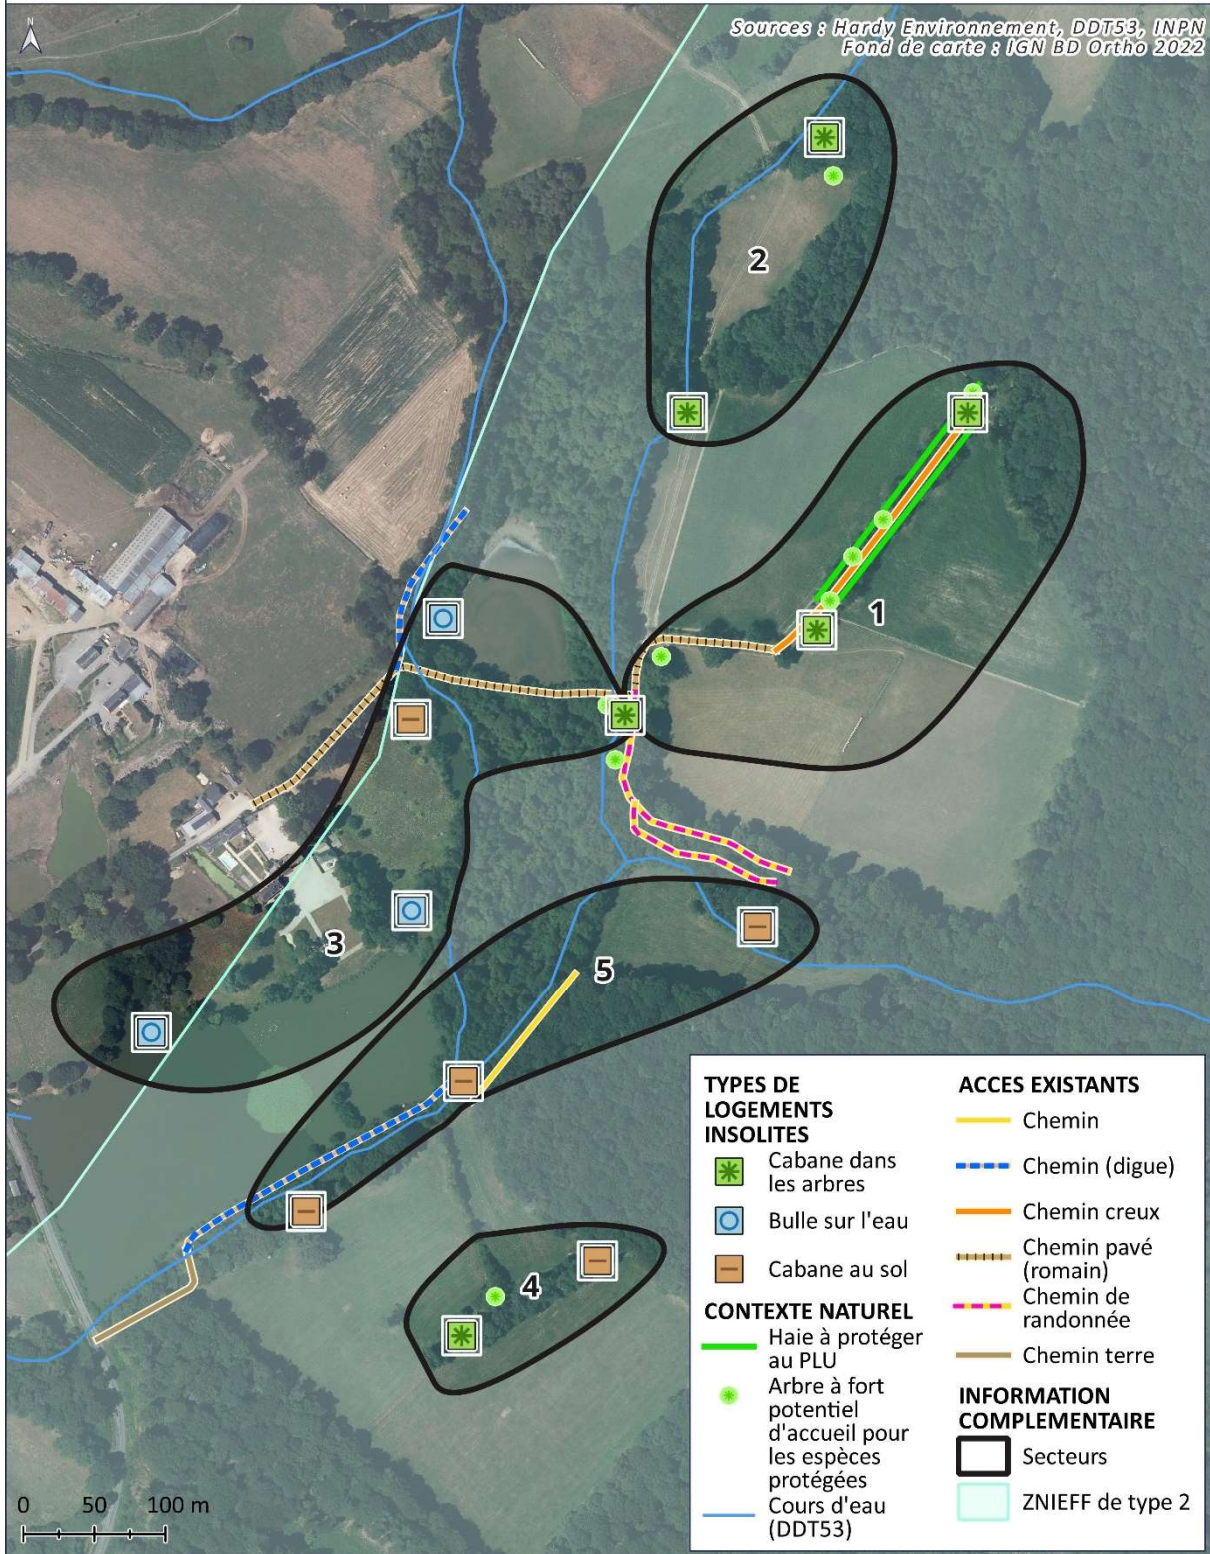 N
Sources : Hardy Environnement, DDT53, INPN
Fond de carte : IGN BD Ortho 2022
2
1
3
5
4
TYPES DE
LOGEMENTS
INSOLITES
Cabane dans
les arbres
Bulle sur l'eau
Cabane au sol
CONTEXTE NATUREL
Haie à protéger
au PLU
Arbre à fort
potentiel
d'accueil pour
les espèces
protégées
Cours d'eau
(DDT53)
ACCES EXISTANTS
Chemin
Chemin (digue)
Chemin creux
Chemin pavé
(romain)
Chemin de
randonnée
Chemin terre
INFORMATION
COMPLEMENTAIRE
Secteurs
ZNIEFF de type 2
0 50 100 m